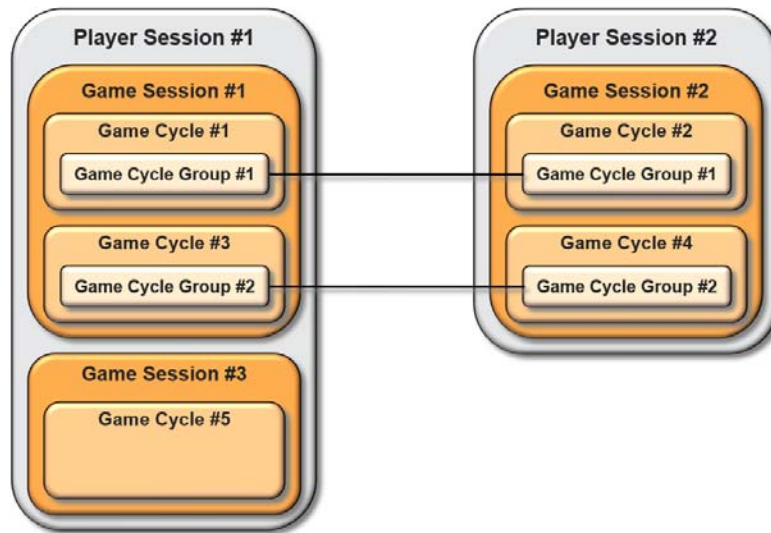 Player Session #1
Game Session #1
Game Cycle #1
Game Cycle Group #1
Game Cycle #3
Game Cycle Group #2
Game Session #3
Game Cycle #5
Player Session #2
Game Session #2
Game Cycle #2
Game Cycle Group #1
Game Cycle #4
Game Cycle Group #2